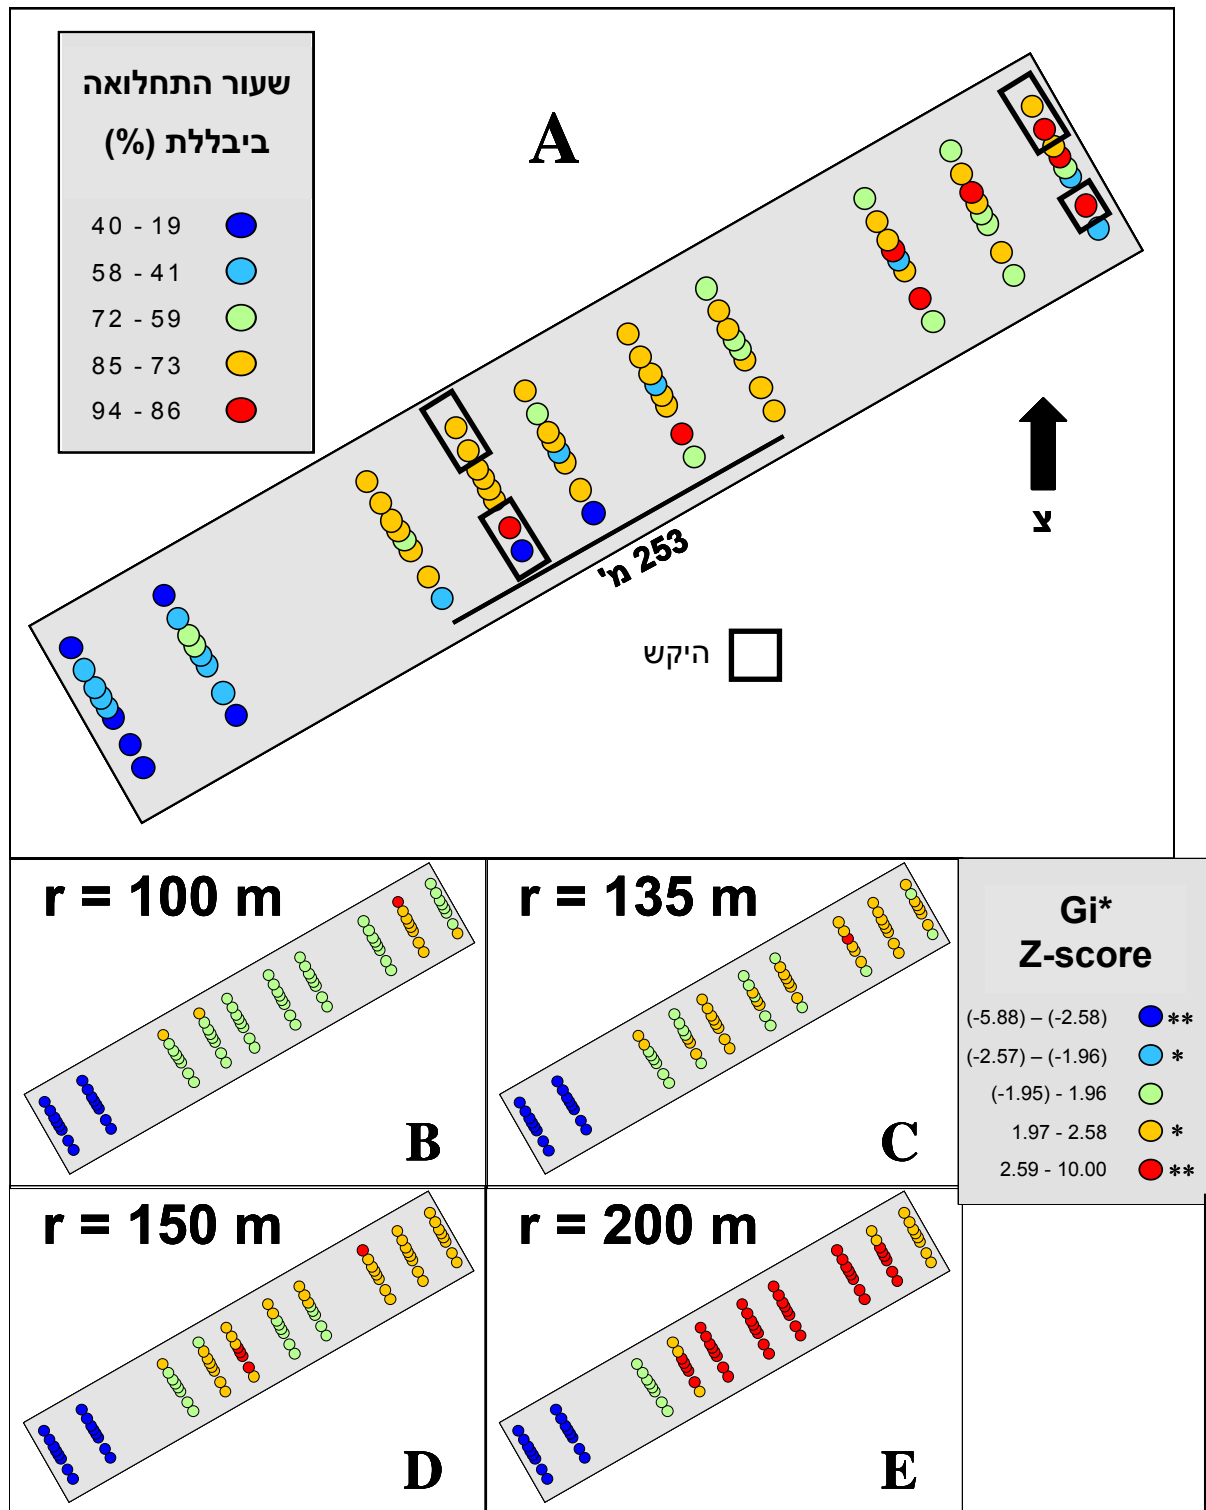 שעור התחלואה
ביבללת (%)
40 - 19
58 - 41
72 - 59
85 - 73
94 - 86
A
253 מ'
צ
היקש
r = 100 m
B
r = 135 m
C
Gi*
Z-score
(-5.88) – (-2.58) **
(-2.57) – (-1.96) *
(-1.95) - 1.96
1.97 - 2.58 *
2.59 - 10.00 **
r = 150 m
D
r = 200 m
E